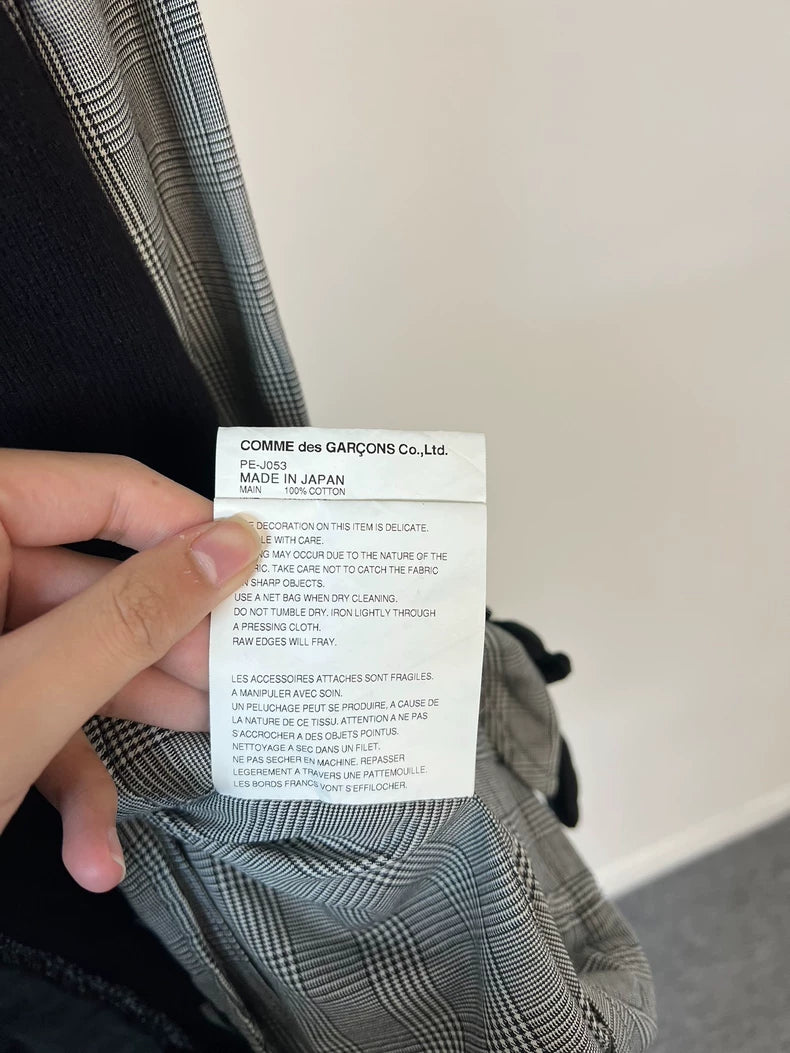 COMME des GARÇONS Co.,Ltd.
PE-J053
MADE IN JAPAN
MAIN 100% COTTON
DECORATION ON THIS ITEM IS DELICATE.
WITH CARE.
MAY OCCUR DUE TO THE NATURE OF THE
TAKE CARE NOT TO CATCH THE FABRIC
SHARP OBJECTS.
USE A NET BAG WHEN DRY CLEANING.
DO NOT TUMBLE DRY. IRON LIGHTLY THROUGH
A PRESSING CLOTH.
RAW EDGES WILL FRAY.
LES ACCESSOIRES ATTACHES SONT FRAGILES.
A MANIPULER AVEC SOIN.
UN PELUCHAGE PEUT SE PRODUIRE, A CAUSE DE
LA NATURE DE CE TISSU. ATTENTION A NE PAS
S'ACCROCHER A DES OBJETS POINTUS.
NETTOYAGE A SEC DANS UN FILET.
NE PAS SECHER EN MACHINE. REPASSER
LEGEREMENT A TRAVERS UNE PATTEMOUILLE.
LES BORDS FRANCS VONT S'EFFILOCHER.